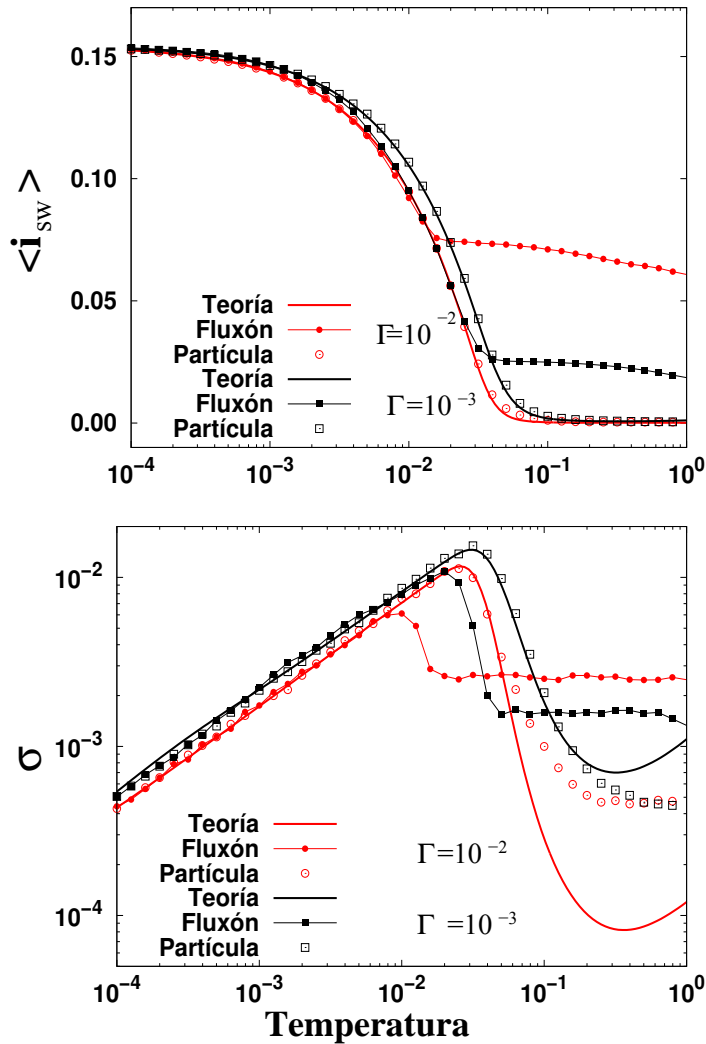 0.15
0.10
0.05
0.00
<i_sw>
Teoría
Fluxón
Partícula
Γ=10^−2
Teoría
Fluxón
Partícula
Γ=10^−3
10^−4 10^−3 10^−2 10^−1 10^0
10^−2
10^−3
10^−4
σ
Teoría
Fluxón
Partícula
Γ=10^−2
Teoría
Fluxón
Partícula
Γ =10^−3
10^−4 10^−3 10^−2 10^−1 10^0
Temperatura